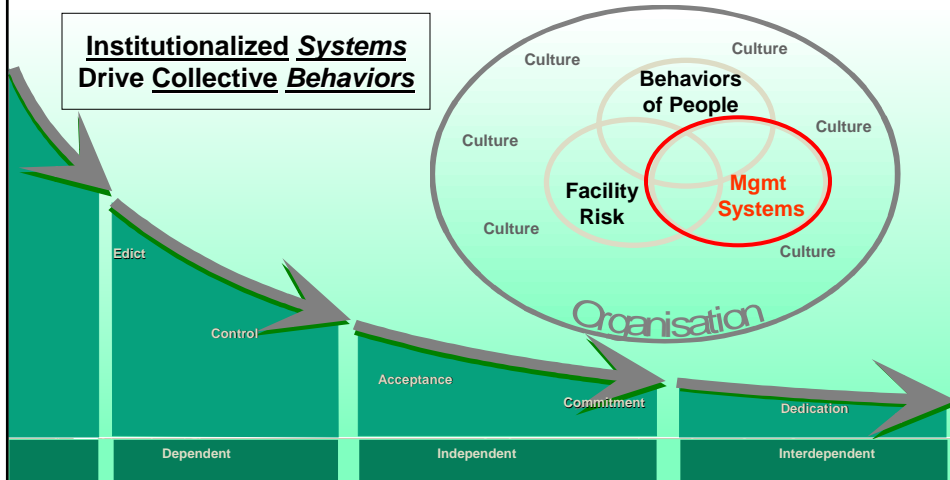 Institutionalized Systems
Drive Collective Behaviors
Culture
Culture
Behaviors
of People
Culture
Culture
Facility
Risk
Mgmt
Systems
Culture
Culture
Organisation
Edict
Control
Acceptance
Commitment
Dedication
Dependent
Independent
Interdependent